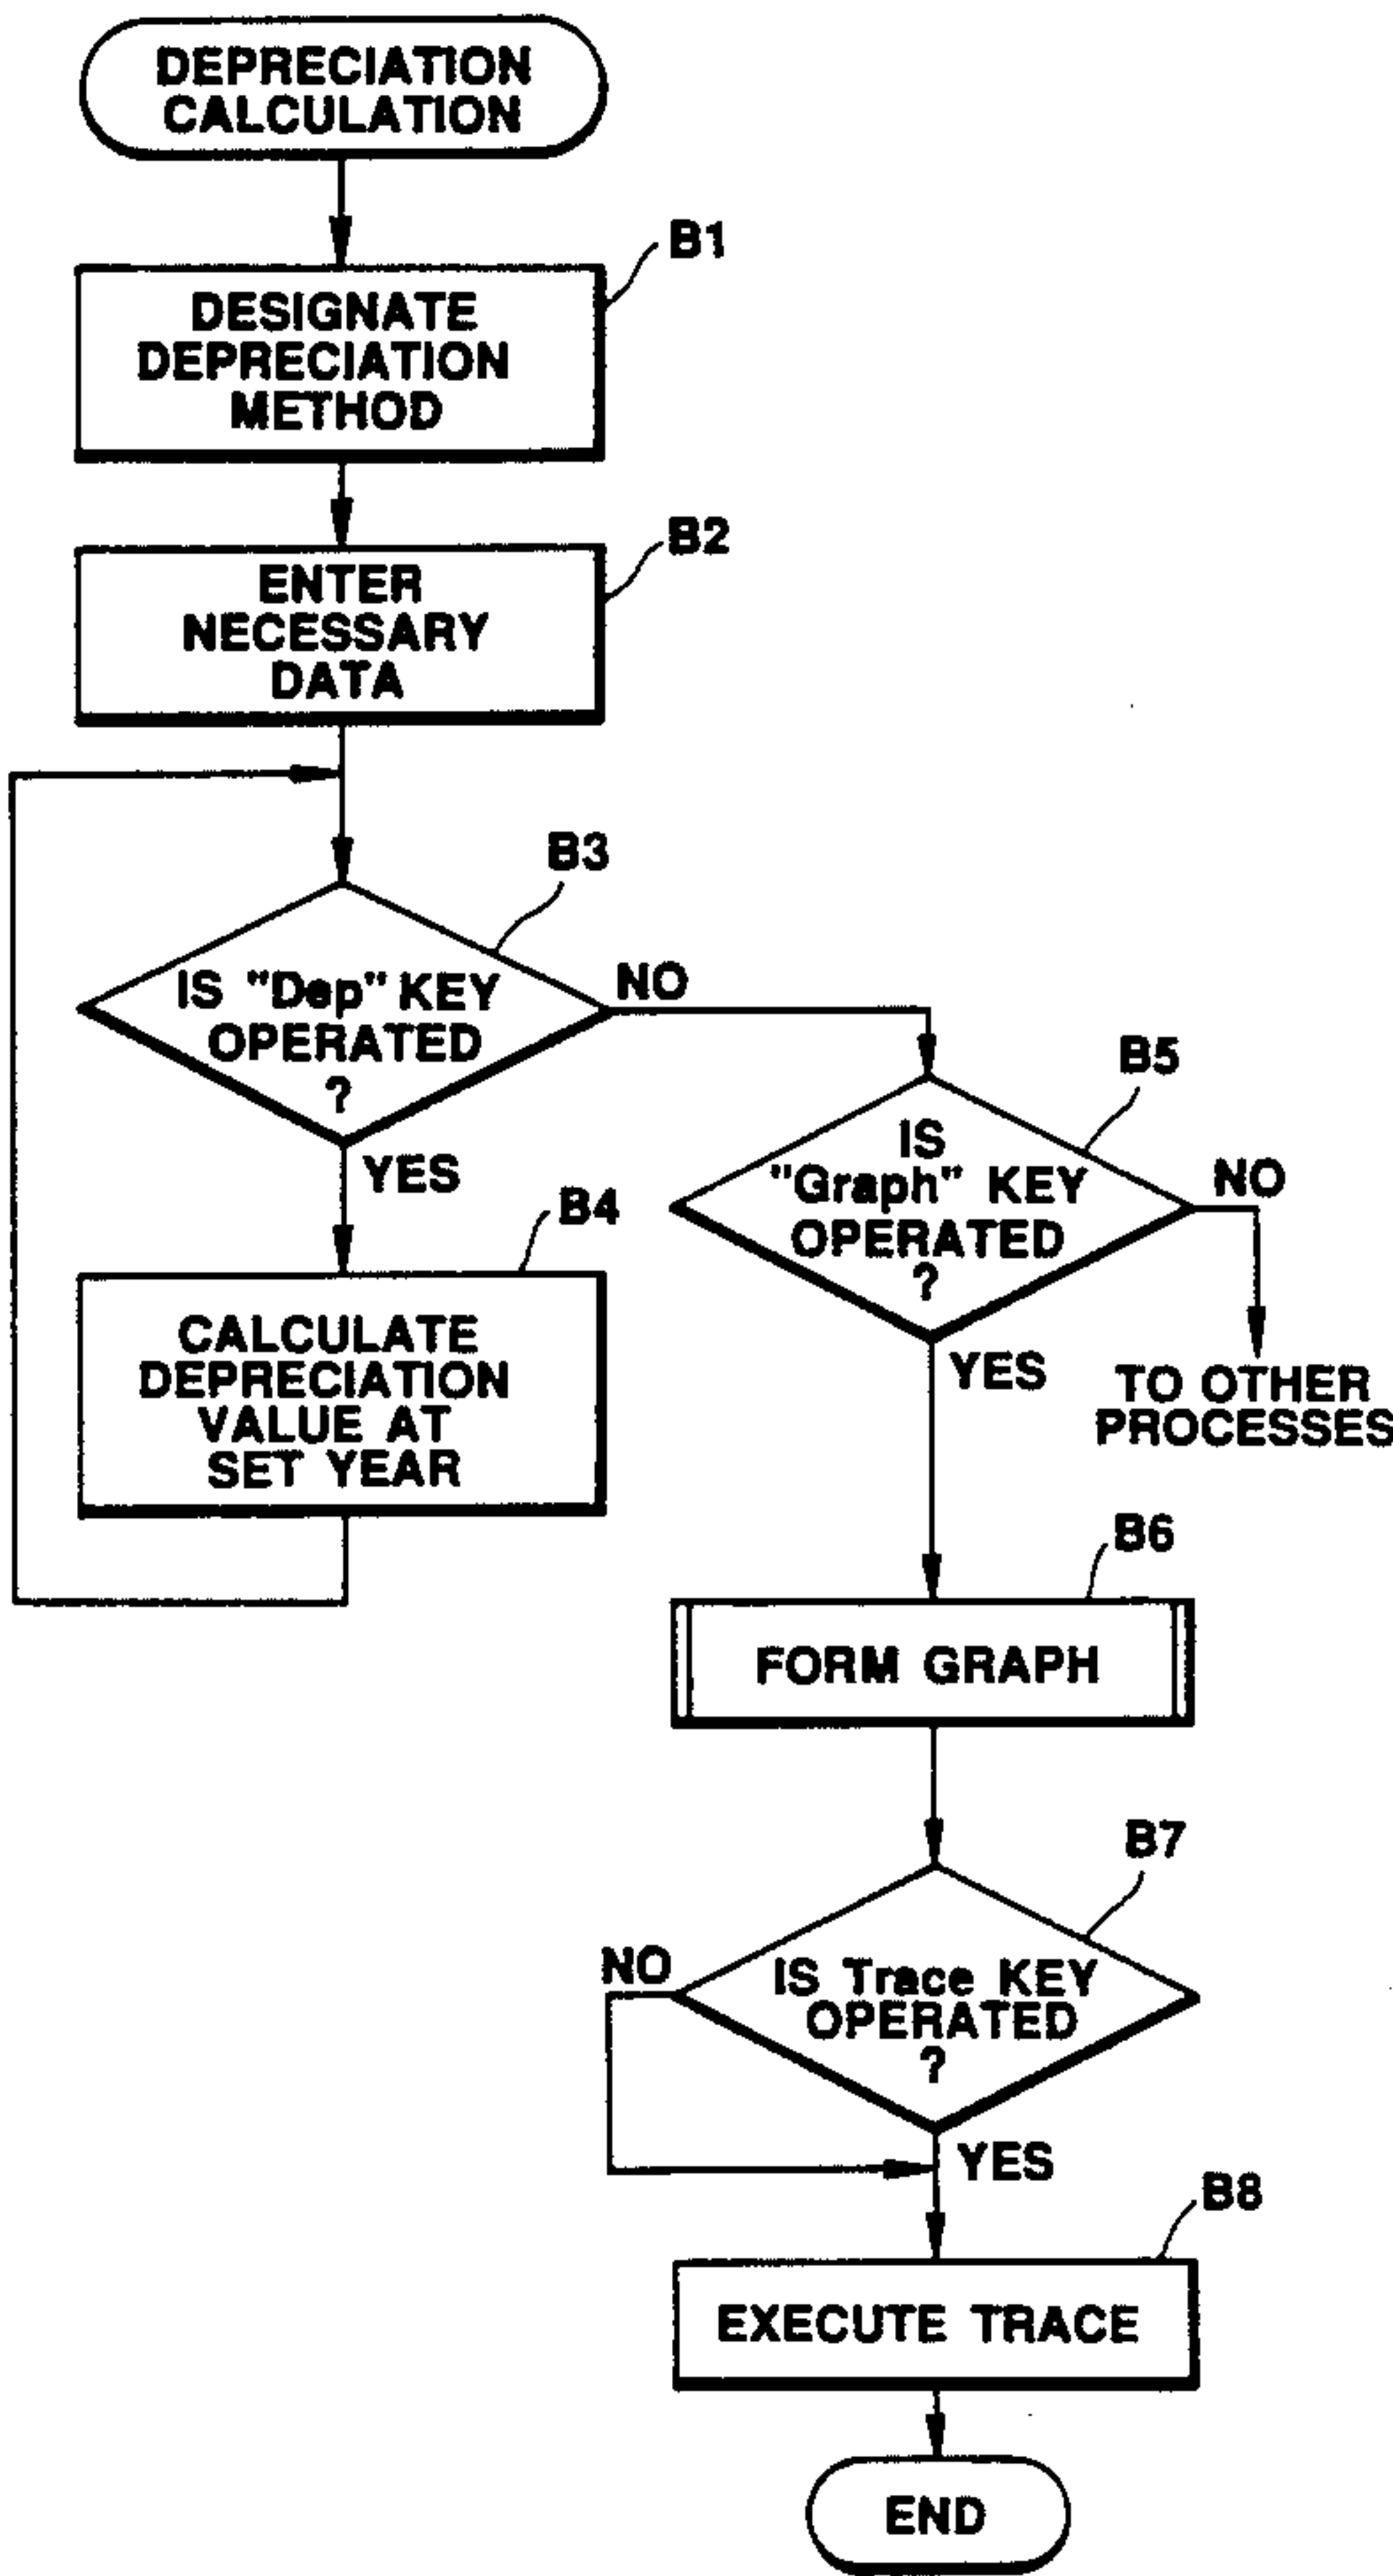 DEPRECIATION
CALCULATION
B1
DESIGNATE
DEPRECIATION
METHOD
B2
ENTER
NECESSARY
DATA
B3
IS "Dep" KEY
OPERATED
?
NO
YES
B4
CALCULATE
DEPRECIATION
VALUE AT
SET YEAR
B5
IS
"Graph" KEY
OPERATED
?
NO
YES
TO OTHER
PROCESSES
B6
FORM GRAPH
B7
IS Trace KEY
OPERATED
?
NO
YES
B8
EXECUTE TRACE
END